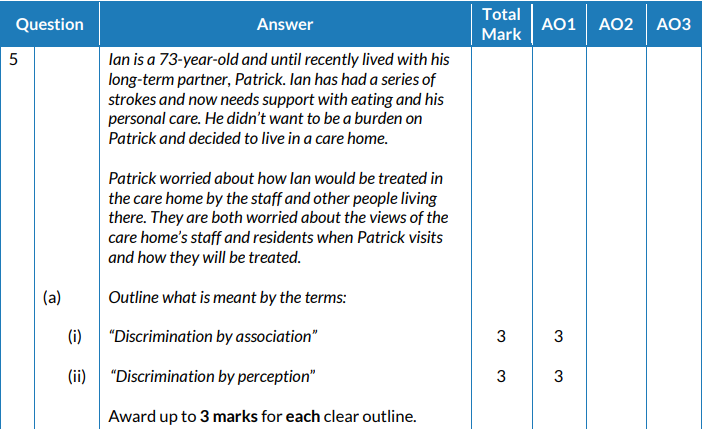 Question Answer Total Mark AO1 AO2 AO3
5 Ian is a 73-year-old and until recently lived with his
long-term partner, Patrick. Ian has had a series of
strokes and now needs support with eating and his
personal care. He didn't want to be a burden on
Patrick and decided to live in a care home.
Patrick worried about how Ian would be treated in
the care home by the staff and other people living
there. They are both worried about the views of the
care home's staff and residents when Patrick visits
and how they will be treated.
(a) Outline what is meant by the terms:
(i) “Discrimination by association” 3 3
(ii) “Discrimination by perception” 3 3
Award up to 3 marks for each clear outline.